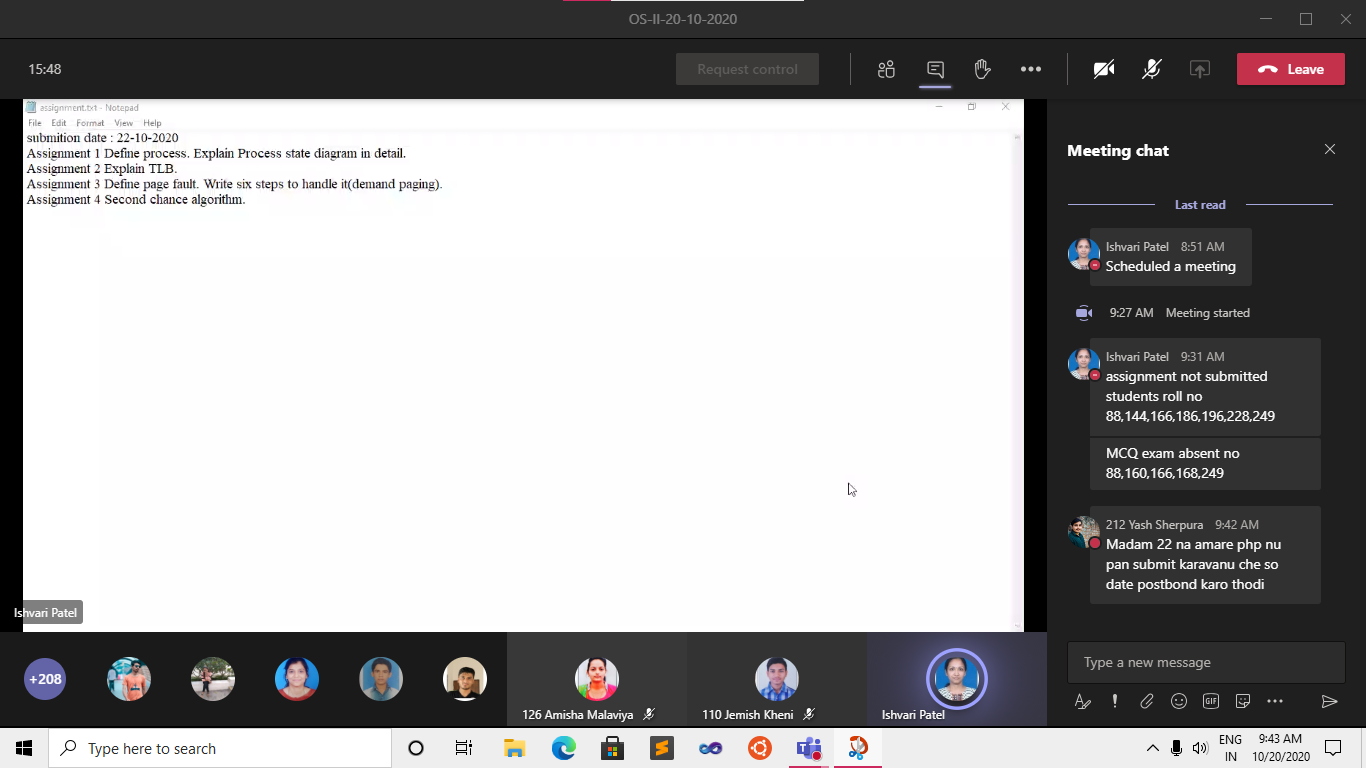 OS-II-20-10-2020
15:48
Request control
Leave
assignment.txt - Notepad
File Edit Format View Help
submition date : 22-10-2020
Assignment 1 Define process. Explain Process state diagram in detail.
Assignment 2 Explain TLB.
Assignment 3 Define page fault. Write six steps to handle it(demand paging).
Assignment 4 Second chance algorithm.
Ishvari Patel
Meeting chat
Last read
Ishvari Patel 8:51 AM
Scheduled a meeting
9:27 AM Meeting started
Ishvari Patel 9:31 AM
assignment not submitted
students roll no
88,144,166,186,196,228,249
MCQ exam absent no
88,160,166,168,249
212 Yash Sherpura 9:42 AM
Madam 22 na amare php nu
pan submit karavanu che so
date postbond karo thodi
Type a new message
GIF
+208
126 Amisha Malaviya
110 Jemish Kheni
Ishvari Patel
Type here to search
ENG
IN
9:43 AM
10/20/2020